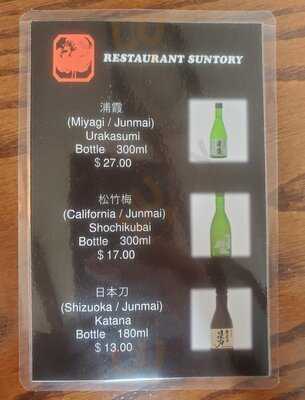 RESTAURANT SUNTORY
浦霞
(Miyagi / Junmai)
Urakasumi
Bottle 300ml
$ 27.00
松竹梅
(California / Junmai)
Shochikubai
Bottle 300ml
$ 17.00
日本刀
(Shizuoka / Junmai)
Katana
Bottle 180ml
$ 13.00